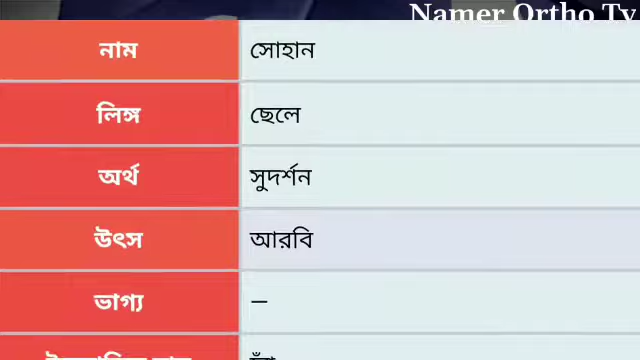 Namer Ortho Tv
নাম সোহান
লিঙ্গ ছেলে
অর্থ সুদর্শন
উৎস আরবি
ভাগ্য –